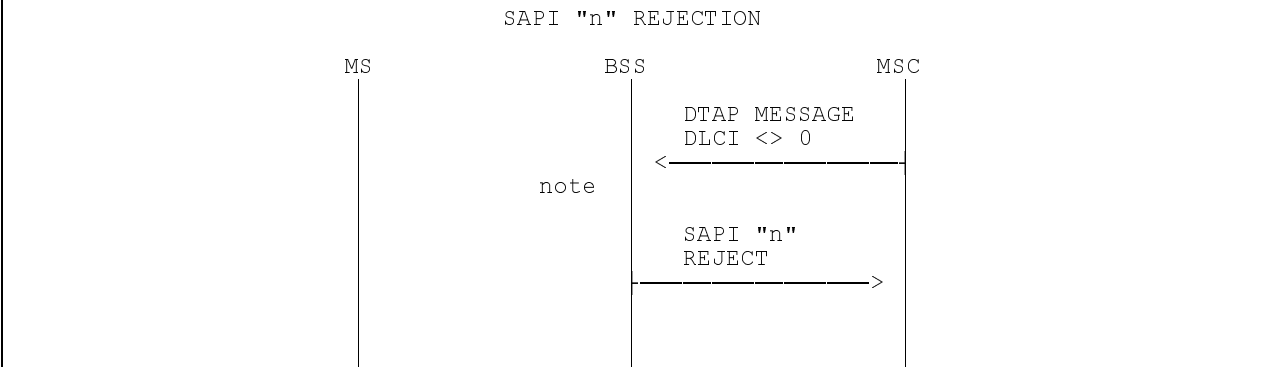 SAPI "n" REJECTION
MS BSS MSC
DTAP MESSAGE
DLCI <> 0
note
SAPI "n"
REJECT